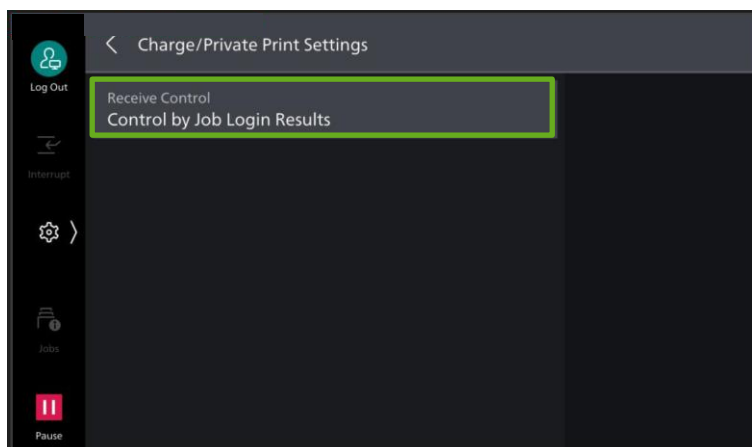 Charge/Private Print Settings
Log Out
Receive Control
Control by Job Login Results
Interrupt
Jobs
Pause